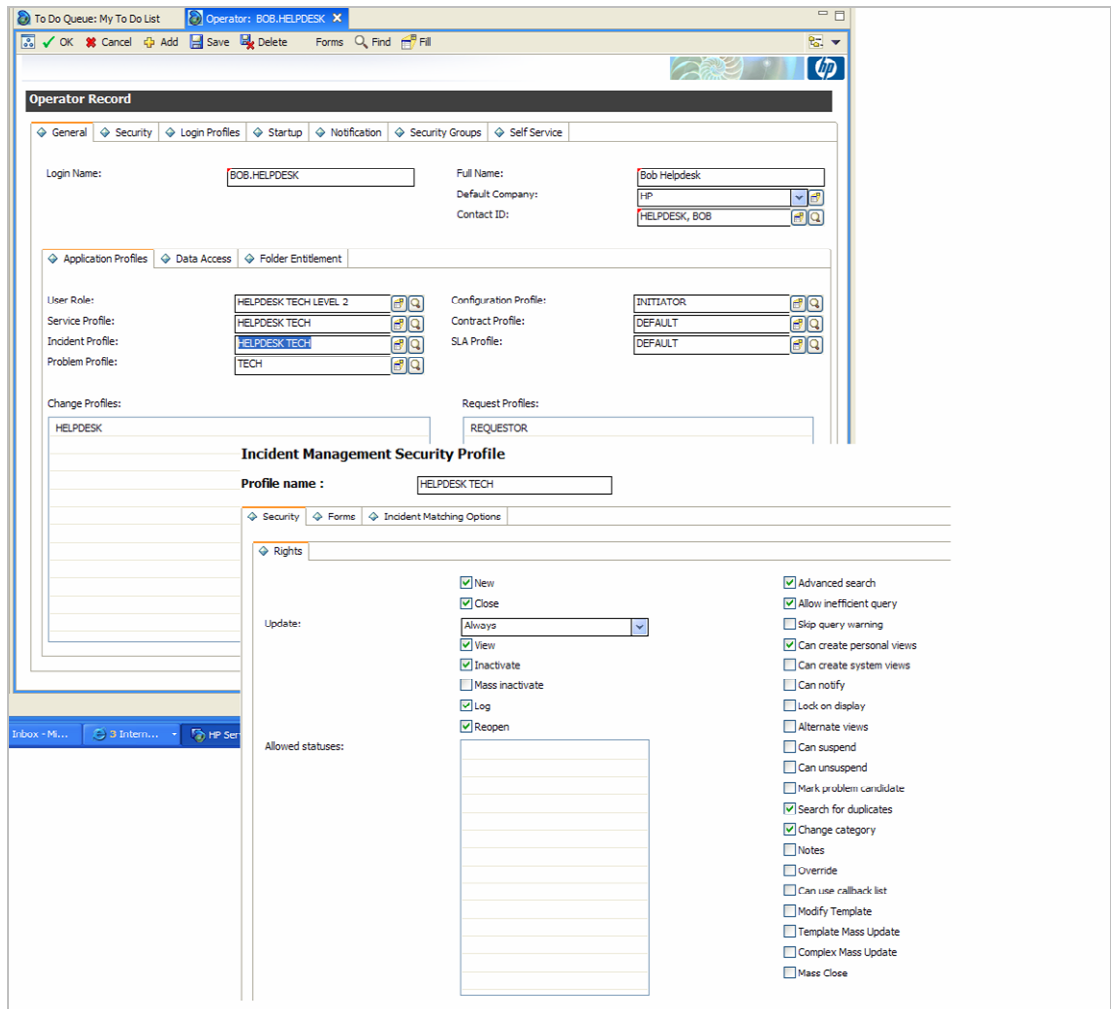 To Do Queue: My To Do List
Operator: BOB.HELPDESK
OK Cancel Add Save Delete Forms Find Fill
hp
Operator Record
General Security Login Profiles Startup Notification Security Groups Self Service
Login Name: BOB.HELPDESK Full Name: Bob Helpdesk
Default Company: HP
Contact ID: HELPDESK, BOB
Application Profiles Data Access Folder Entitlement
User Role: HELPDESK TECH LEVEL 2 Configuration Profile: INITIATOR
Service Profile: HELPDESK TECH Contract Profile: DEFAULT
Incident Profile: HELPDESK TECH SLA Profile: DEFAULT
Problem Profile: TECH
Change Profiles: Request Profiles:
HELPDESK REQUESTOR
Incident Management Security Profile
Profile name : HELPDESK TECH
Security Forms Incident Matching Options
Rights
New Advanced search
Close Allow inefficient query
Update: Always Skip query warning
View Can create personal views
Inactivate Can create system views
Mass inactivate Can notify
Log Lock on display
Reopen Alternate views
Inbox - Mi... 3 Intern... HP Ser
Allowed statuses: Can suspend
Can unsuspend
Mark problem candidate
Search for duplicates
Change category
Notes
Override
Can use callback list
Modify Template
Template Mass Update
Complex Mass Update
Mass Close